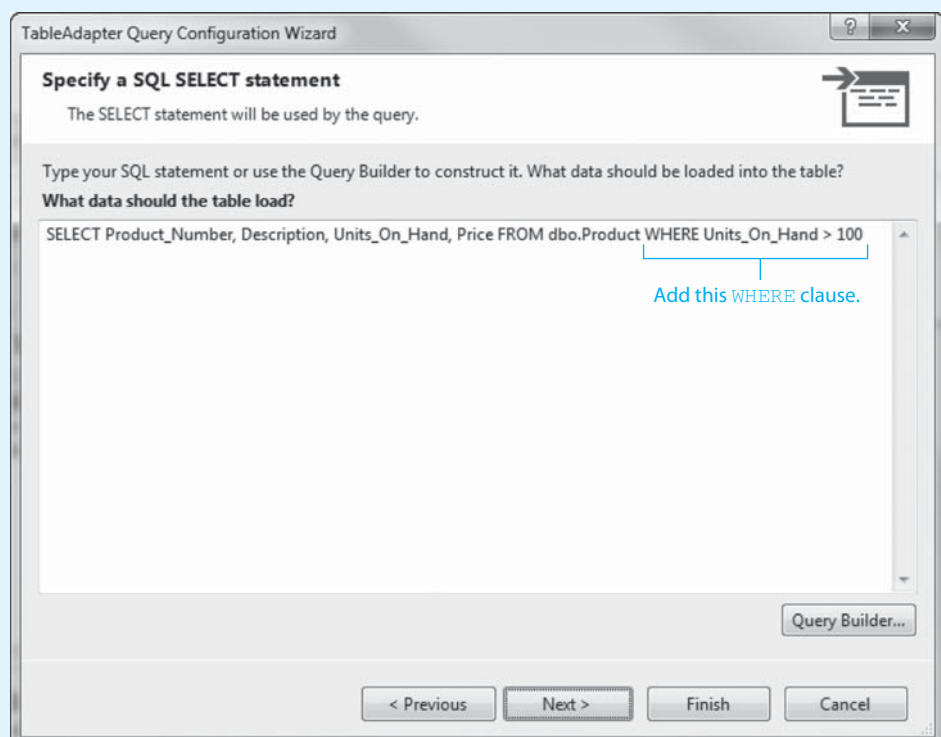 TableAdapter Query Configuration Wizard
?
X
Specify a SQL SELECT statement
The SELECT statement will be used by the query.
Type your SQL statement or use the Query Builder to construct it. What data should be loaded into the table?
What data should the table load?
SELECT Product_Number, Description, Units_On_Hand, Price FROM dbo.Product WHERE Units_On_Hand > 100
Add this WHERE clause.
Query Builder...
< Previous
Next >
Finish
Cancel